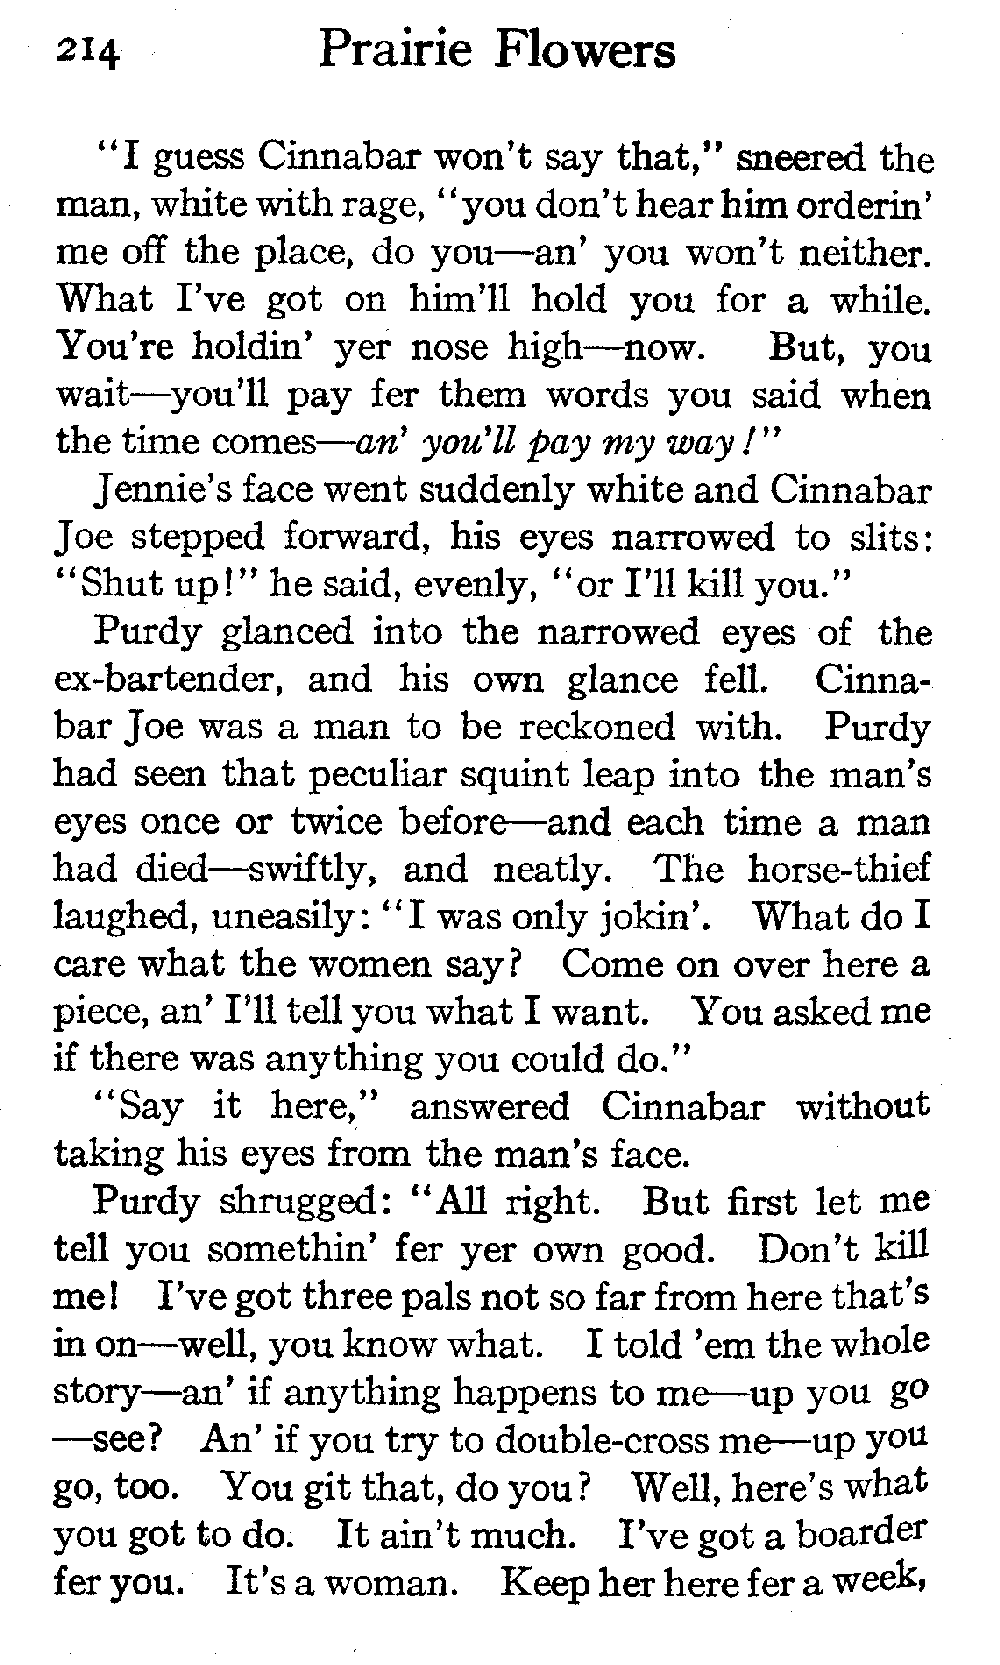 214 Prairie Flowers
“I guess Cinnabar won’t say that,” sneered the
man, white with rage, “you don’t hear him orderin’
me off the place, do you—an’ you won’t neither.
What I’ve got on him’ll hold you for a while.
You’re holdin’ yer nose high—now. But, you
wait—you’ll pay fer them words you said when
the time comes—an’ you’ll pay my way!”
Jennie’s face went suddenly white and Cinnabar
Joe stepped forward, his eyes narrowed to slits:
“Shut up!” he said, evenly, “or I’ll kill you.”
Purdy glanced into the narrowed eyes of the
ex-bartender, and his own glance fell. Cinna-
bar Joe was a man to be reckoned with. Purdy
had seen that peculiar squint leap into the man’s
eyes once or twice before—and each time a man
had died—swiftly, and neatly. The horse-thief
laughed, uneasily: “I was only jokin’. What do I
care what the women say? Come on over here a
piece, an’ I’ll tell you what I want. You asked me
if there was anything you could do.”
“Say it here,” answered Cinnabar without
taking his eyes from the man’s face.
Purdy shrugged: “All right. But first let me
tell you somethin’ fer yer own good. Don’t kill
me! I’ve got three pals not so far from here that’s
in on—well, you know what. I told ’em the whole
story—an’ if anything happens to me—up you go
—see? An’ if you try to double-cross me—up you
go, too. You git that, do you? Well, here’s what
you got to do. It ain’t much. I’ve got a boarder
fer you. It’s a woman. Keep her here fer a week,